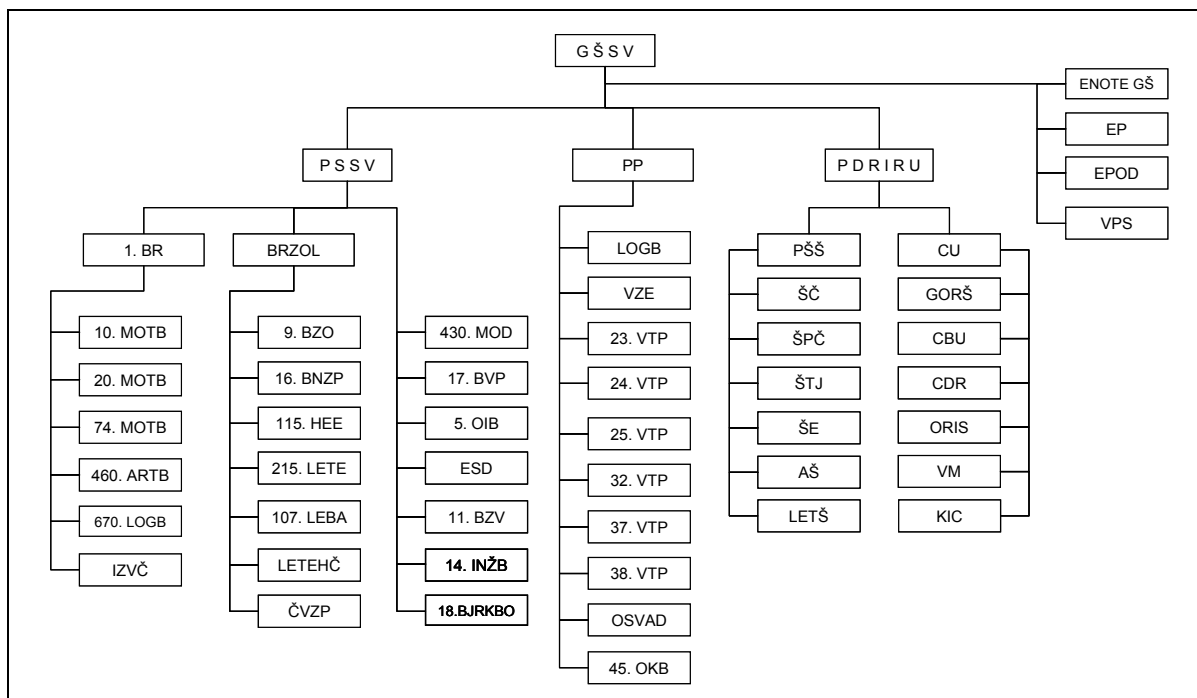 G Š S V
ENOTE GŠ
EP
EPOD
VPS
P S S V
PP
P D R I R U
1. BR
10. MOTB
20. MOTB
74. MOTB
460. ARTB
670. LOGB
IZVČ
BRZOL
9. BZO
16. BNZP
115. HEE
215. LETE
107. LEBA
LETEHČ
ČVZP
430. MOD
17. BVP
5. OIB
ESD
11. BZV
14. INŽB
18.BJRKBO
LOGB
VZE
23. VTP
24. VTP
25. VTP
32. VTP
37. VTP
38. VTP
OSVAD
45. OKB
PŠŠ
ŠČ
ŠPČ
ŠTJ
ŠE
AŠ
LETŠ
CU
GORŠ
CBU
CDR
ORIS
VM
KIC